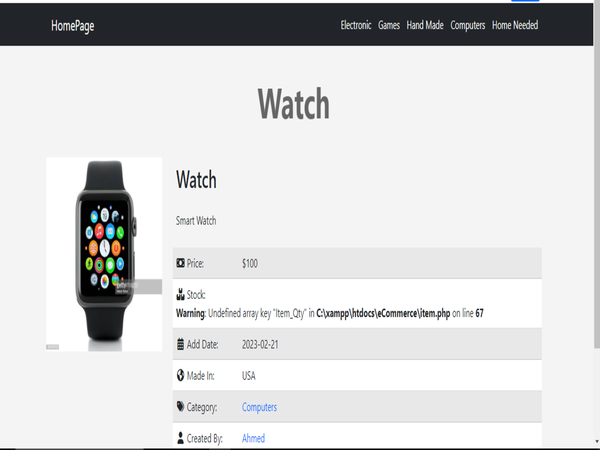 HomePage Electronic Games Hand Made Computers Home Needed
Watch
Watch
Smart Watch
Price: $100
Stock:
Warning: Undefined array key "Item_Qty" in C:\xampp\htdocs\eCommerce\item.php on line 67
Add Date: 2023-02-21
Made In: USA
Category: Computers
Created By: Ahmed